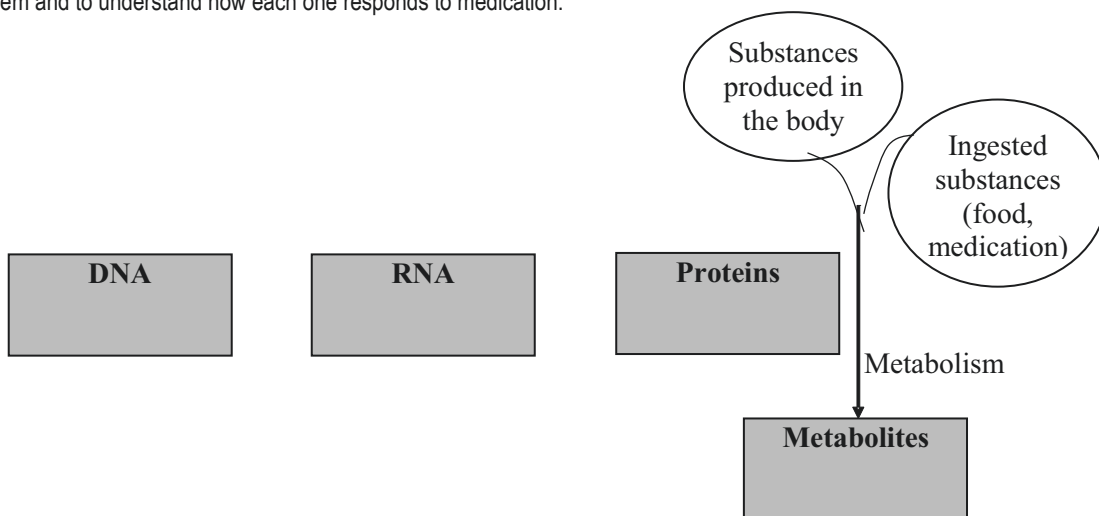 em and to understand how each one responds to medication.
Substances
produced in
the body
Ingested
substances
(food,
medication)
DNA
RNA
Proteins
Metabolism
Metabolites